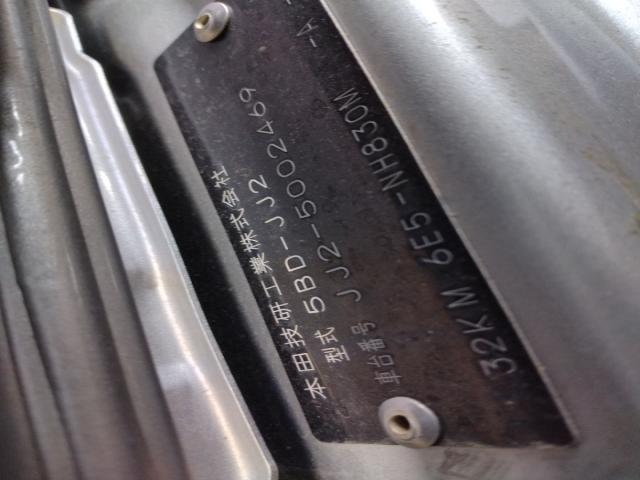 本田技研工業株式会社
型式 5BD-JJ2
車台番号 JJ2-5002469
32KM 6E5-NH830M -A